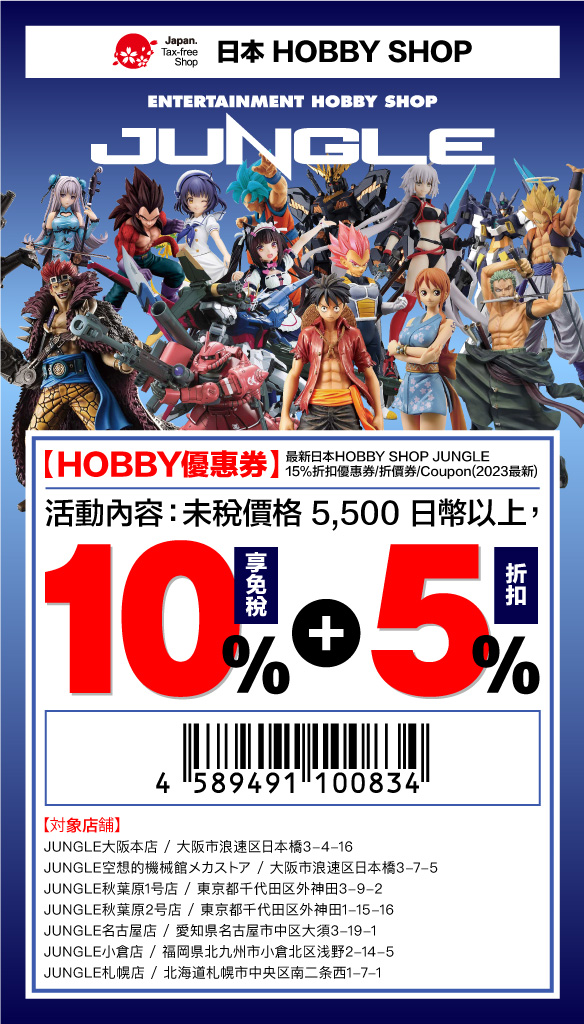 Japan.
Tax-free
Shop
日本 HOBBY SHOP
ENTERTAINMENT HOBBY SHOP
JUNGLE
【HOBBY優惠券】
最新日本HOBBY SHOP JUNGLE
15%折扣優惠券/折價券/Coupon(2023最新)
活動內容：未稅價格 5,500 日幣以上，
10%享免稅+5%折扣
4 589491 100834
【対象店舗】
JUNGLE大阪本店 / 大阪市浪速区日本橋3-4-16
JUNGLE空想的機械館メカストア / 大阪市浪速区日本橋3-7-5
JUNGLE秋葉原1号店 / 東京都千代田区外神田3-9-2
JUNGLE秋葉原2号店 / 東京都千代田区外神田1-15-16
JUNGLE名古屋店 / 愛知県名古屋市中区大須3-19-1
JUNGLE小倉店 / 福岡県北九州市小倉北区浅野2-14-5
JUNGLE札幌店 / 北海道札幌市中央区南二条西1-7-1